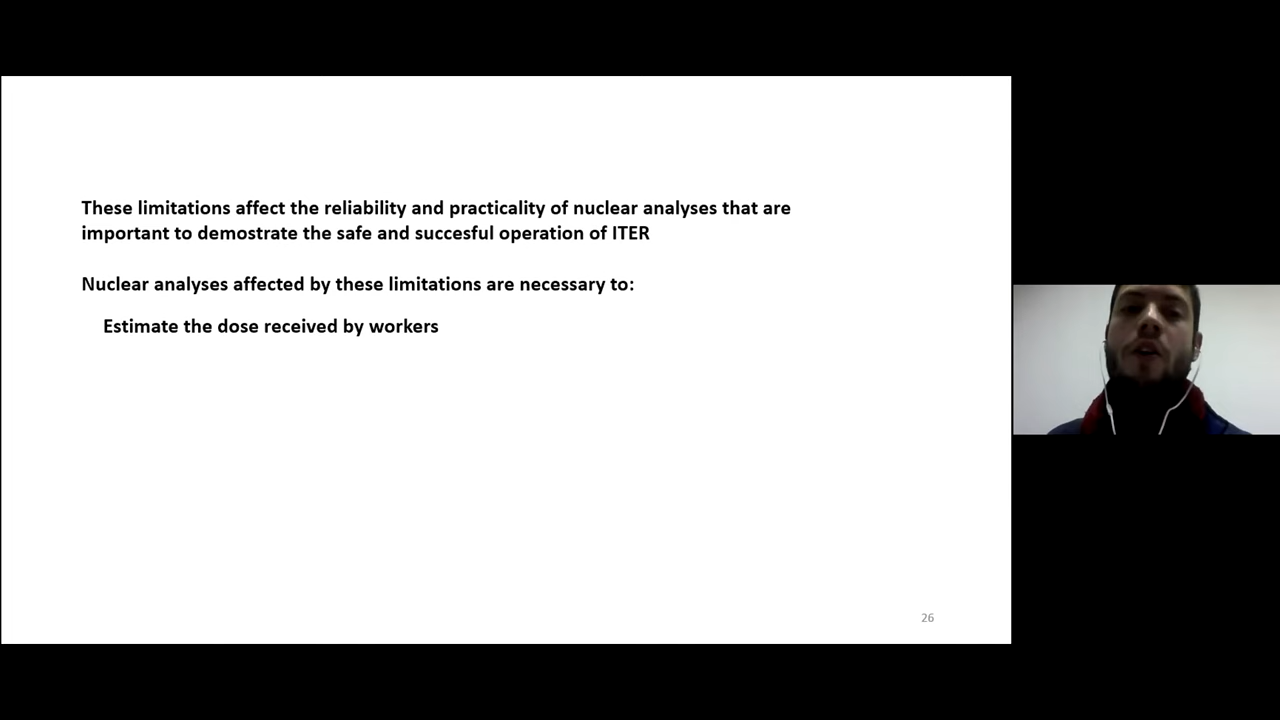 These limitations affect the reliability and practicality of nuclear analyses that are
important to demostrate the safe and succesful operation of ITER
Nuclear analyses affected by these limitations are necessary to:
Estimate the dose received by workers
26